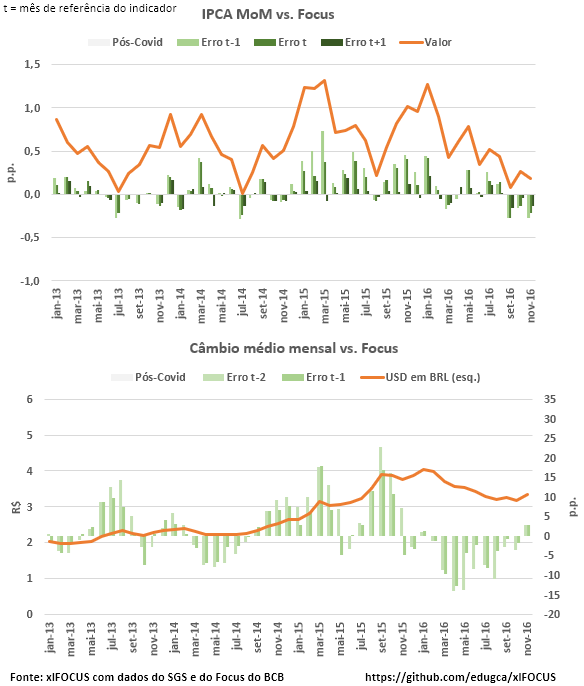 t = mês de referência do indicador
IPCA MoM vs. Focus
Pós-Covid Erro t-1 Erro t Erro t+1 Valor
1,5
1,0
0,5
0,0
-0,5
-1,0
p.p.
jan-13 mar-13 mai-13 jul-13 set-13 nov-13 jan-14 mar-14 mai-14 jul-14 set-14 nov-14 jan-15 mar-15 mai-15 jul-15 set-15 nov-15 jan-16 mar-16 mai-16 jul-16 set-16 nov-16
Câmbio médio mensal vs. Focus
Pós-Covid Erro t-2 Erro t-1 USD em BRL (esq.)
6 35
5 30
4 25
3 20
2 15
1 10
0 5
0
-5
-10
-15
-20
R$
p.p.
jan-13 mar-13 mai-13 jul-13 set-13 nov-13 jan-14 mar-14 mai-14 jul-14 set-14 nov-14 jan-15 mar-15 mai-15 jul-15 set-15 nov-15 jan-16 mar-16 mai-16 jul-16 set-16 nov-16
Fonte: xlFOCUS com dados do SGS e do Focus do BCB https://github.com/edugca/xlFOCUS